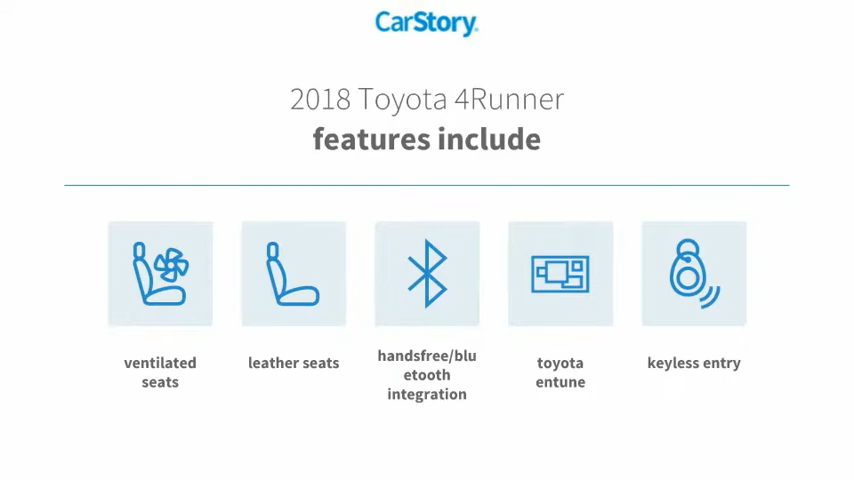 CarStory
2018 Toyota 4Runner
features include
ventilated
seats
leather seats
handsfree/blu
etooth
integration
toyota
entune
keyless entry